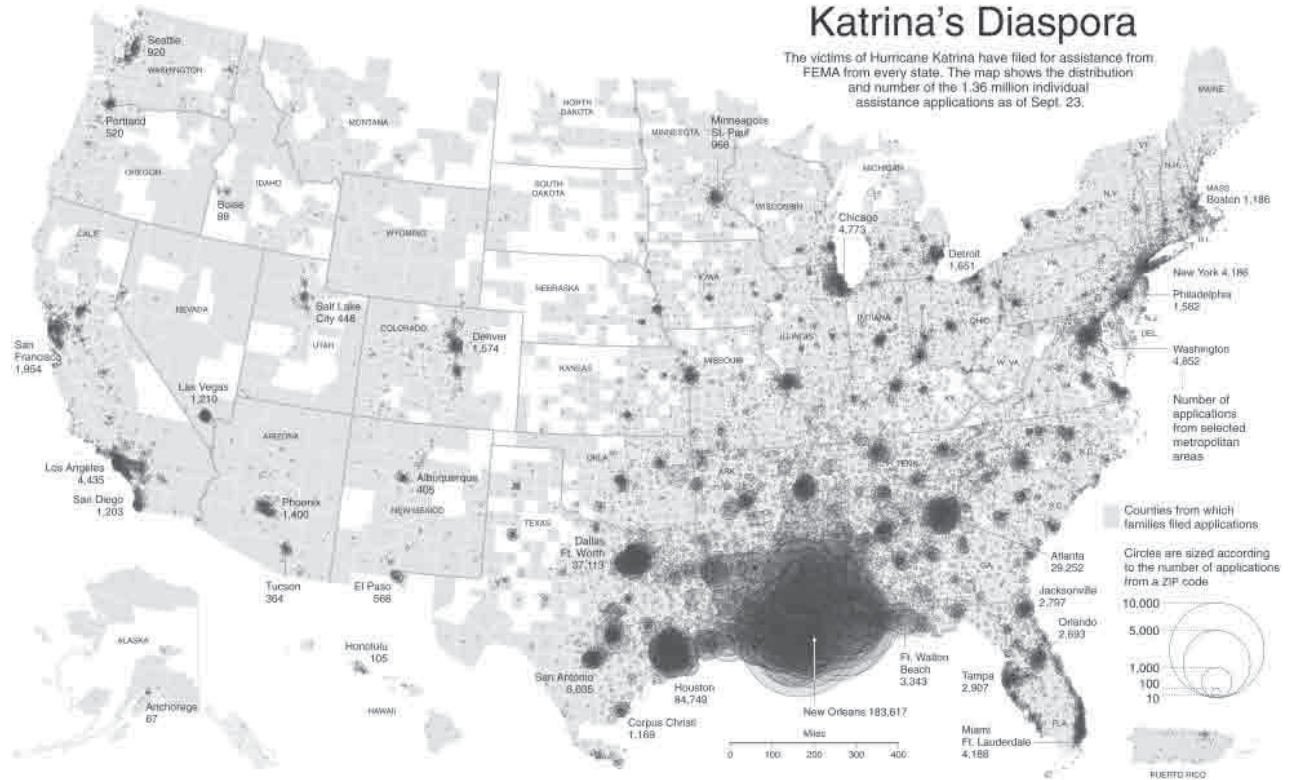 Katrina's Diaspora
The victims of Hurricane Katrina have filed for assistance from
FEMA from every state. The map shows the distribution
and number of the 1.36 million individual
assistance applications as of Sept. 23.
Seattle
920
WASHINGTON
Portland
520
OREGON
MONTANA
IDAHO
Boise
89
NORTH
DAKOTA
SOUTH
DAKOTA
MINNESOTA
Minneapolis
St. Paul
968
WISCONSIN
MICHIGAN
MAINE
VT.
N.H.
MASS
Boston 1,186
R.I.
CT
N.Y.
CALIF.
NEVADA
WYOMING
NEBRASKA
IOWA
Chicago
4,773
Detroit
1,651
PA.
New York 4,186
Philadelphia
1,562
N.J.
DEL.
Washington
4,852
Salt Lake
City 446
UTAH
COLORADO
Denver
1,574
KANSAS
MISSOURI
ILLINOIS
INDIANA
OHIO
W. VA.
San
Francisco
1,954
Las Vegas
1,210
Number of
applications
from selected
metropolitan
areas
Los Angeles
4,435
San Diego
1,203
ARIZONA
Phoenix
1,400
Tucson
364
Albuquerque
405
NEW MEXICO
El Paso
566
OKLA.
ARK.
TENN.
N.C.
S.C.
GA.
TEXAS
Dallas
Ft. Worth
37,113
Counties from which
families filed applications
Circles are sized according
to the number of applications
from a ZIP code
10,000
5,000
1,000
100
10
Atlanta
29,252
Jacksonville
2,797
Orlando
2,693
Tampa
2,907
Ft. Walton
Beach
3,343
FLA.
Miami
Ft. Lauderdale
4,168
San Antonio
6,035
Houston
84,749
Corpus Christi
1,169
New Orleans 183,617
Miles
0 100 200 300 400
ALASKA
Anchorage
67
Honolulu
105
HAWAII
PUERTO RICO